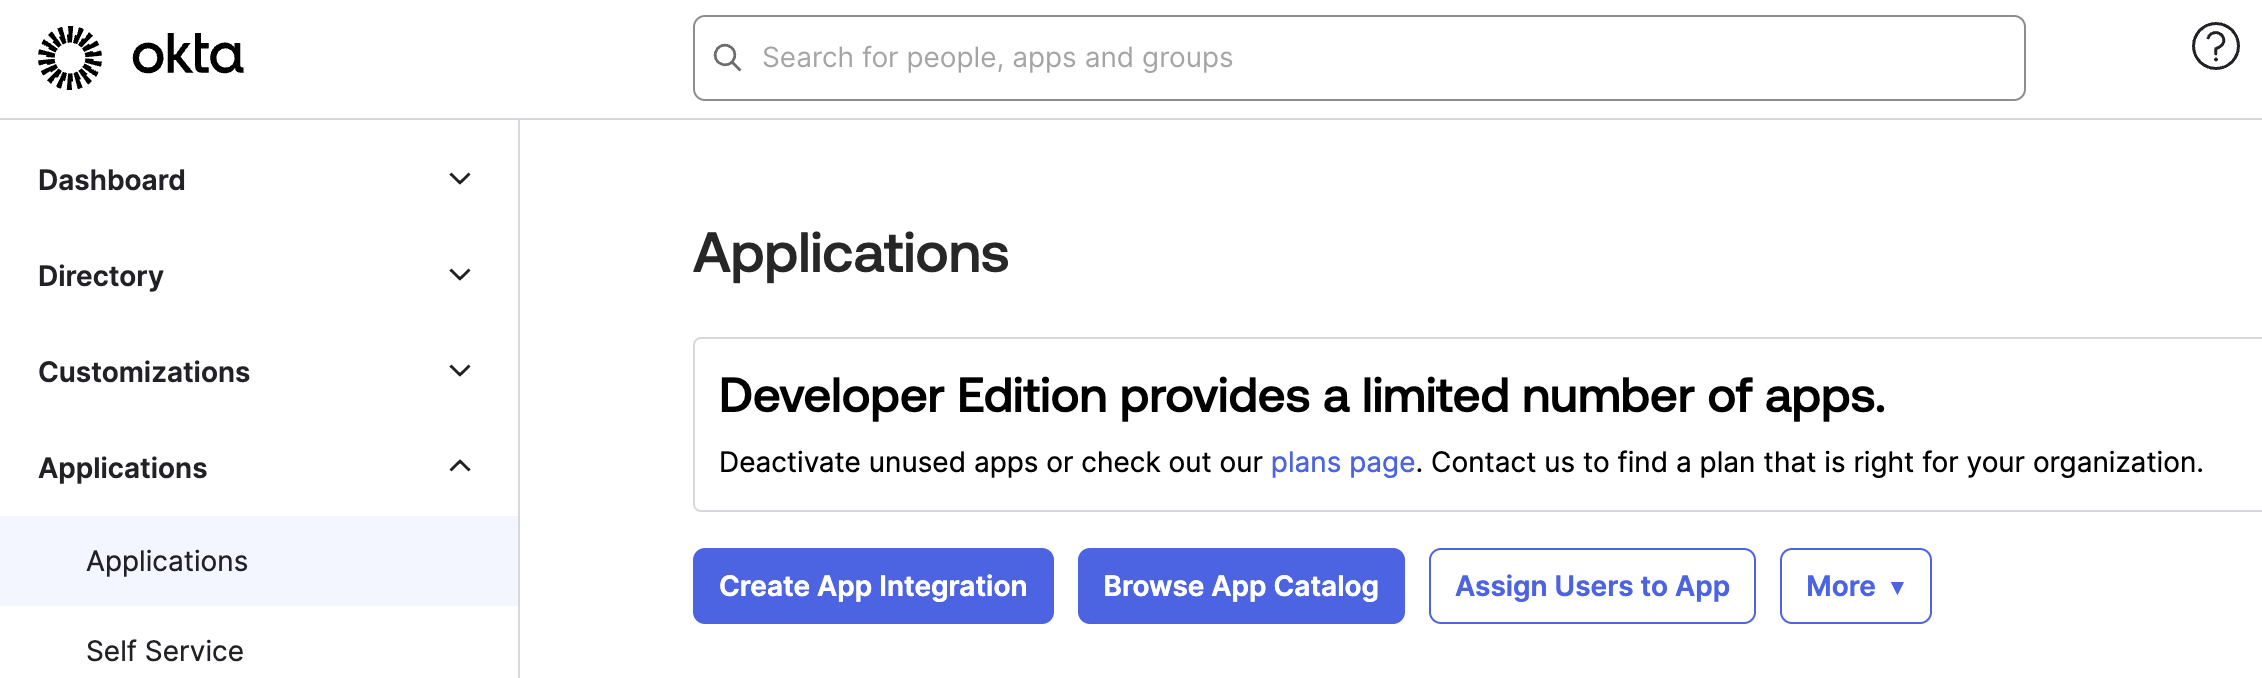 okta
Search for people, apps and groups
Dashboard
Directory
Customizations
Applications
Applications
Self Service
Applications
Developer Edition provides a limited number of apps.
Deactivate unused apps or check out our plans page. Contact us to find a plan that is right for your organization.
Create App Integration
Browse App Catalog
Assign Users to App
More